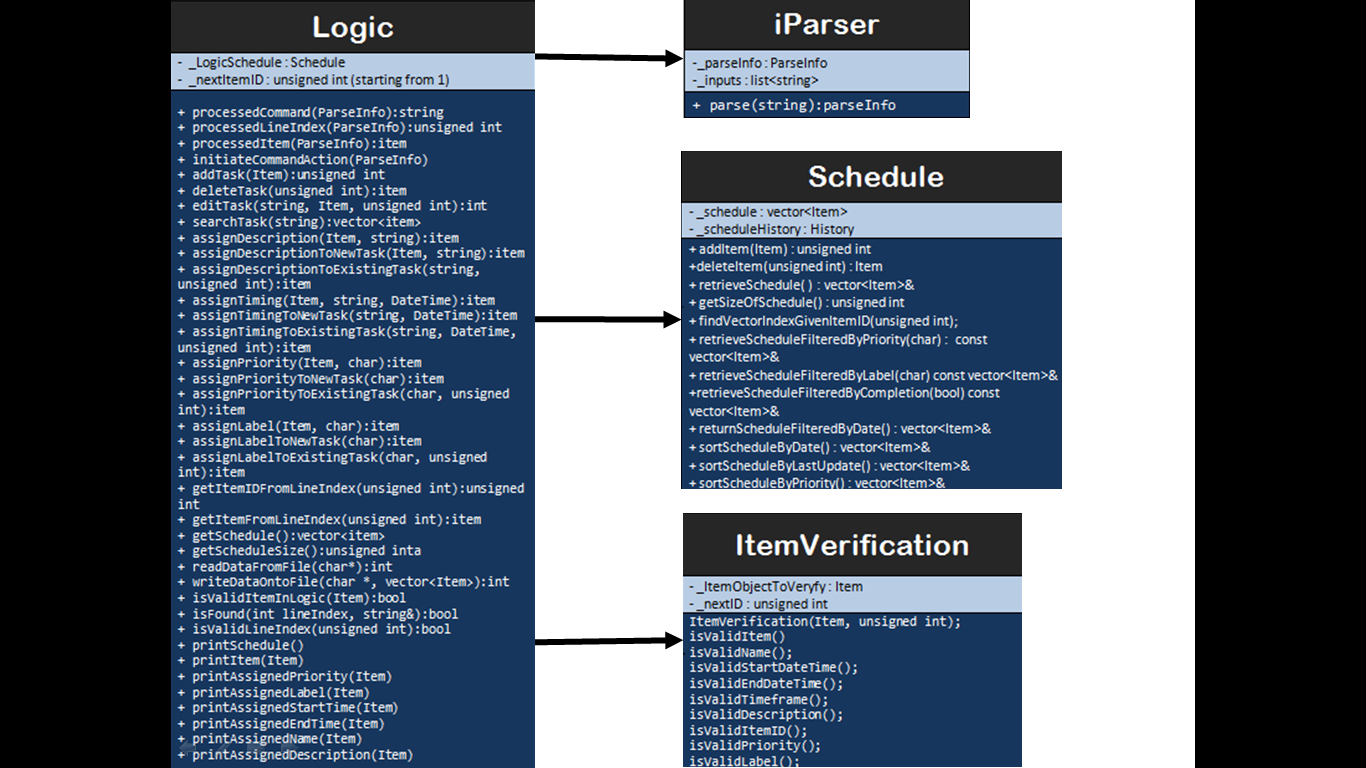 Logic
- _LogicSchedule : Schedule
- _nextItemID : unsigned int (starting from 1)
+ processedCommand(ParseInfo):string
+ processedLineIndex(ParseInfo):unsigned int
+ processedItem(ParseInfo):item
+ initiateCommandAction(ParseInfo)
+ addTask(Item):unsigned int
+ deleteTask(unsigned int):item
+ editTask(string, Item, unsigned int):int
+ searchTask(string):vector<item>
+ assignDescription(Item, string):item
+ assignDescriptionToNewTask(Item, string):item
+ assignDescriptionToExistingTask(string,
unsigned int):item
+ assignTiming(Item, string, DateTime):item
+ assignTimingToNewTask(string, DateTime):item
+ assignTimingToExistingTask(string, DateTime,
unsigned int):item
+ assignPriority(Item, char):item
+ assignPriorityToNewTask(char):item
+ assignPriorityToExistingTask(char, unsigned
int):item
+ assignLabel(Item, char):item
+ assignLabelToNewTask(char):item
+ assignLabelToExistingTask(char, unsigned
int):item
+ getItemIDFromLineIndex(unsigned int):unsigned
int
+ getItemFromLineIndex(unsigned int):item
+ getSchedule():vector<item>
+ getScheduleSize():unsigned inta
+ readDataFromFile(char*):int
+ writeDataOntoFile(char *, vector<Item>):int
+ isValidItemInLogic(Item):bool
+ isFound(int lineIndex, string&):bool
+ isValidLineIndex(unsigned int):bool
+ printSchedule()
+ printItem(Item)
+ printAssignedPriority(Item)
+ printAssignedLabel(Item)
+ printAssignedStartTime(Item)
+ printAssignedEndTime(Item)
+ printAssignedName(Item)
+ printAssignedDescription(Item)
iParser
-_parseInfo : ParseInfo
-_inputs : list<string>
+ parse(string):parseInfo
Schedule
- _schedule : vector<Item>
- _scheduleHistory : History
+ addItem(Item) : unsigned int
+deleteItem(unsigned int) : Item
+ retrieveSchedule( ) : vector<Item>&
+ getSizeOfSchedule() : unsigned int
+ findVectorIndexGivenItemID(unsigned int);
+ retrieveScheduleFilteredByPriority(char) : const
vector<Item>&
+ retrieveScheduleFilteredByLabel(char) const vector<Item>&
+retrieveScheduleFilteredByCompletion(bool) const
vector<Item>&
+ returnScheduleFilteredByDate() : vector<Item>&
+ sortScheduleByDate() : vector<Item>&
+ sortScheduleByLastUpdate() : vector<Item>&
+ sortScheduleByPriority() : vector<Item>&
ItemVerification
- _ItemObjectToVeryfy : Item
- _nextID : unsigned int
ItemVerification(Item, unsigned int);
isValidItem()
isValidName();
isValidStartDateTime();
isValidEndDateTime();
isValidTimeframe();
isValidDescription();
isValidItemID();
isValidPriority();
isValidLabel();